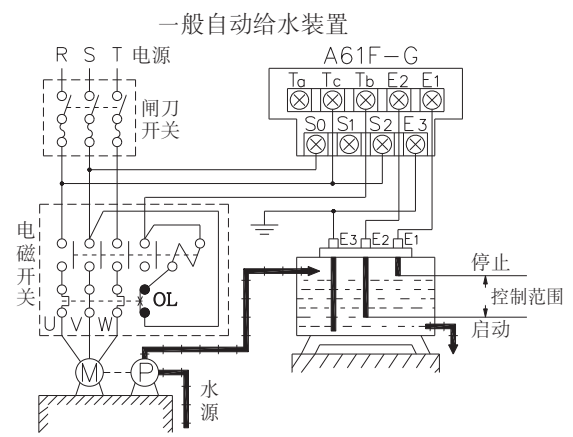 一般自动给水装置
R S T 电源
A61F-G
Ta Tc Tb E2 E1
闸刀
开关
S0 S1 S2 E3
电
磁
开
关
E3 E2 E1
停止
控制范围
启动
OL
U V W
M P
水
源